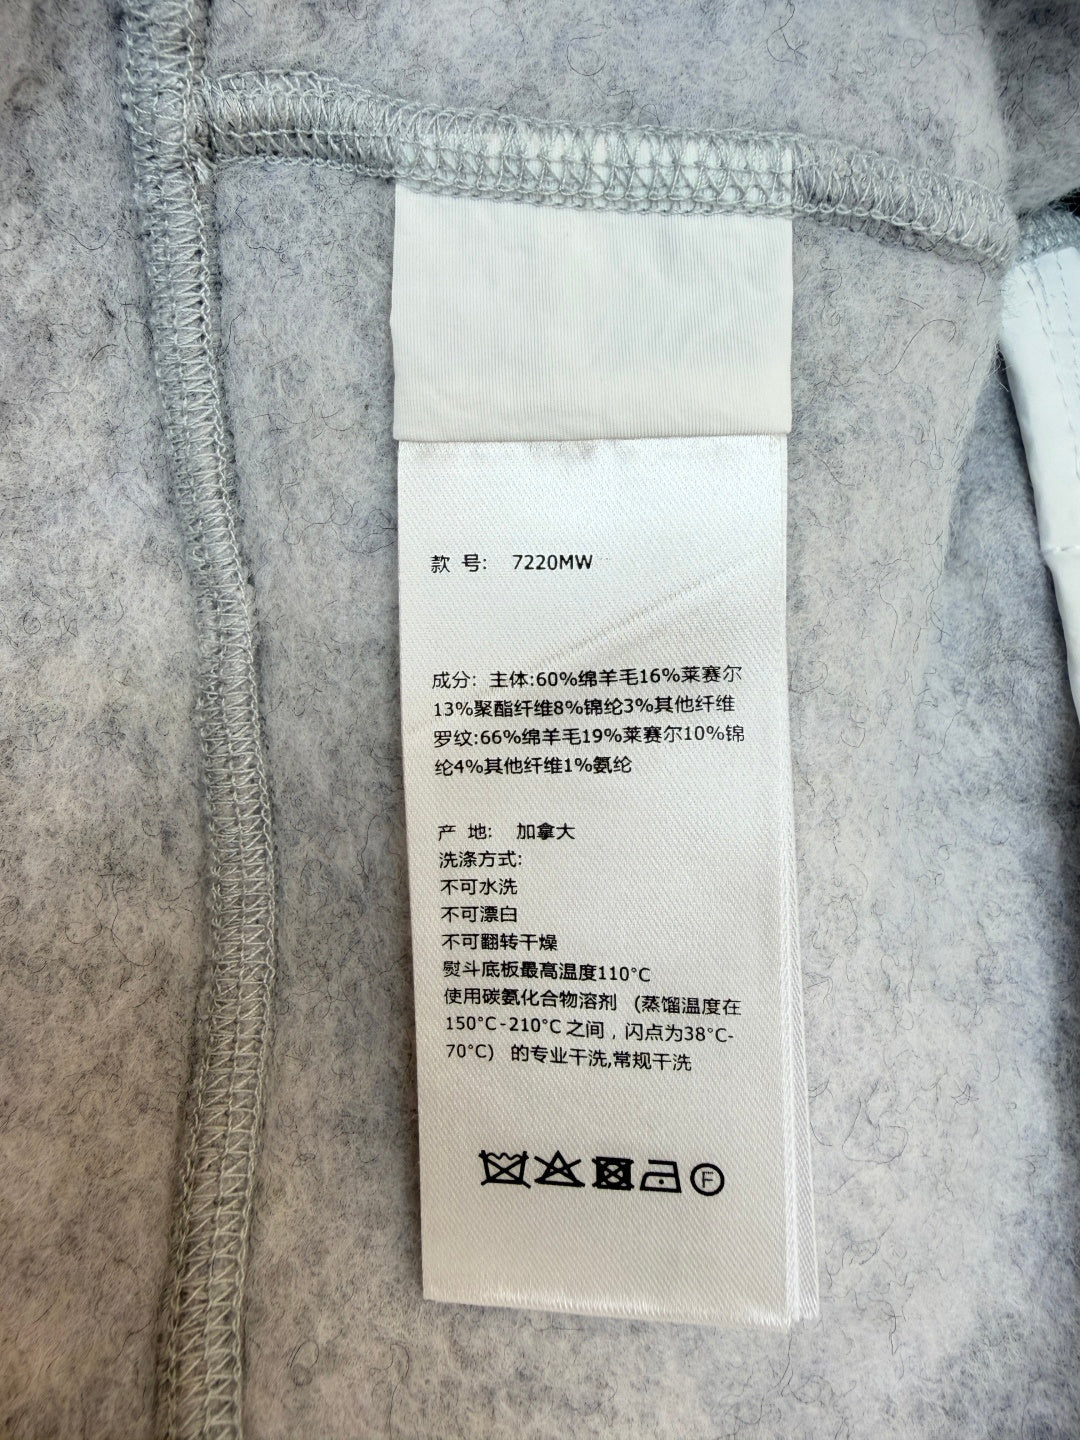 款 号: 7220MW
成分: 主体:60%绵羊毛16%莱赛尔
13%聚酯纤维8%锦纶3%其他纤维
罗纹:66%绵羊毛19%莱赛尔10%锦
纶4%其他纤维1%氨纶
产 地: 加拿大
洗涤方式:
不可水洗
不可漂白
不可翻转干燥
熨斗底板最高温度110°C
使用碳氨化合物溶剂 (蒸馏温度在
150°C-210°C 之间，闪点为38°C-
70°C) 的专业干洗,常规干洗
F